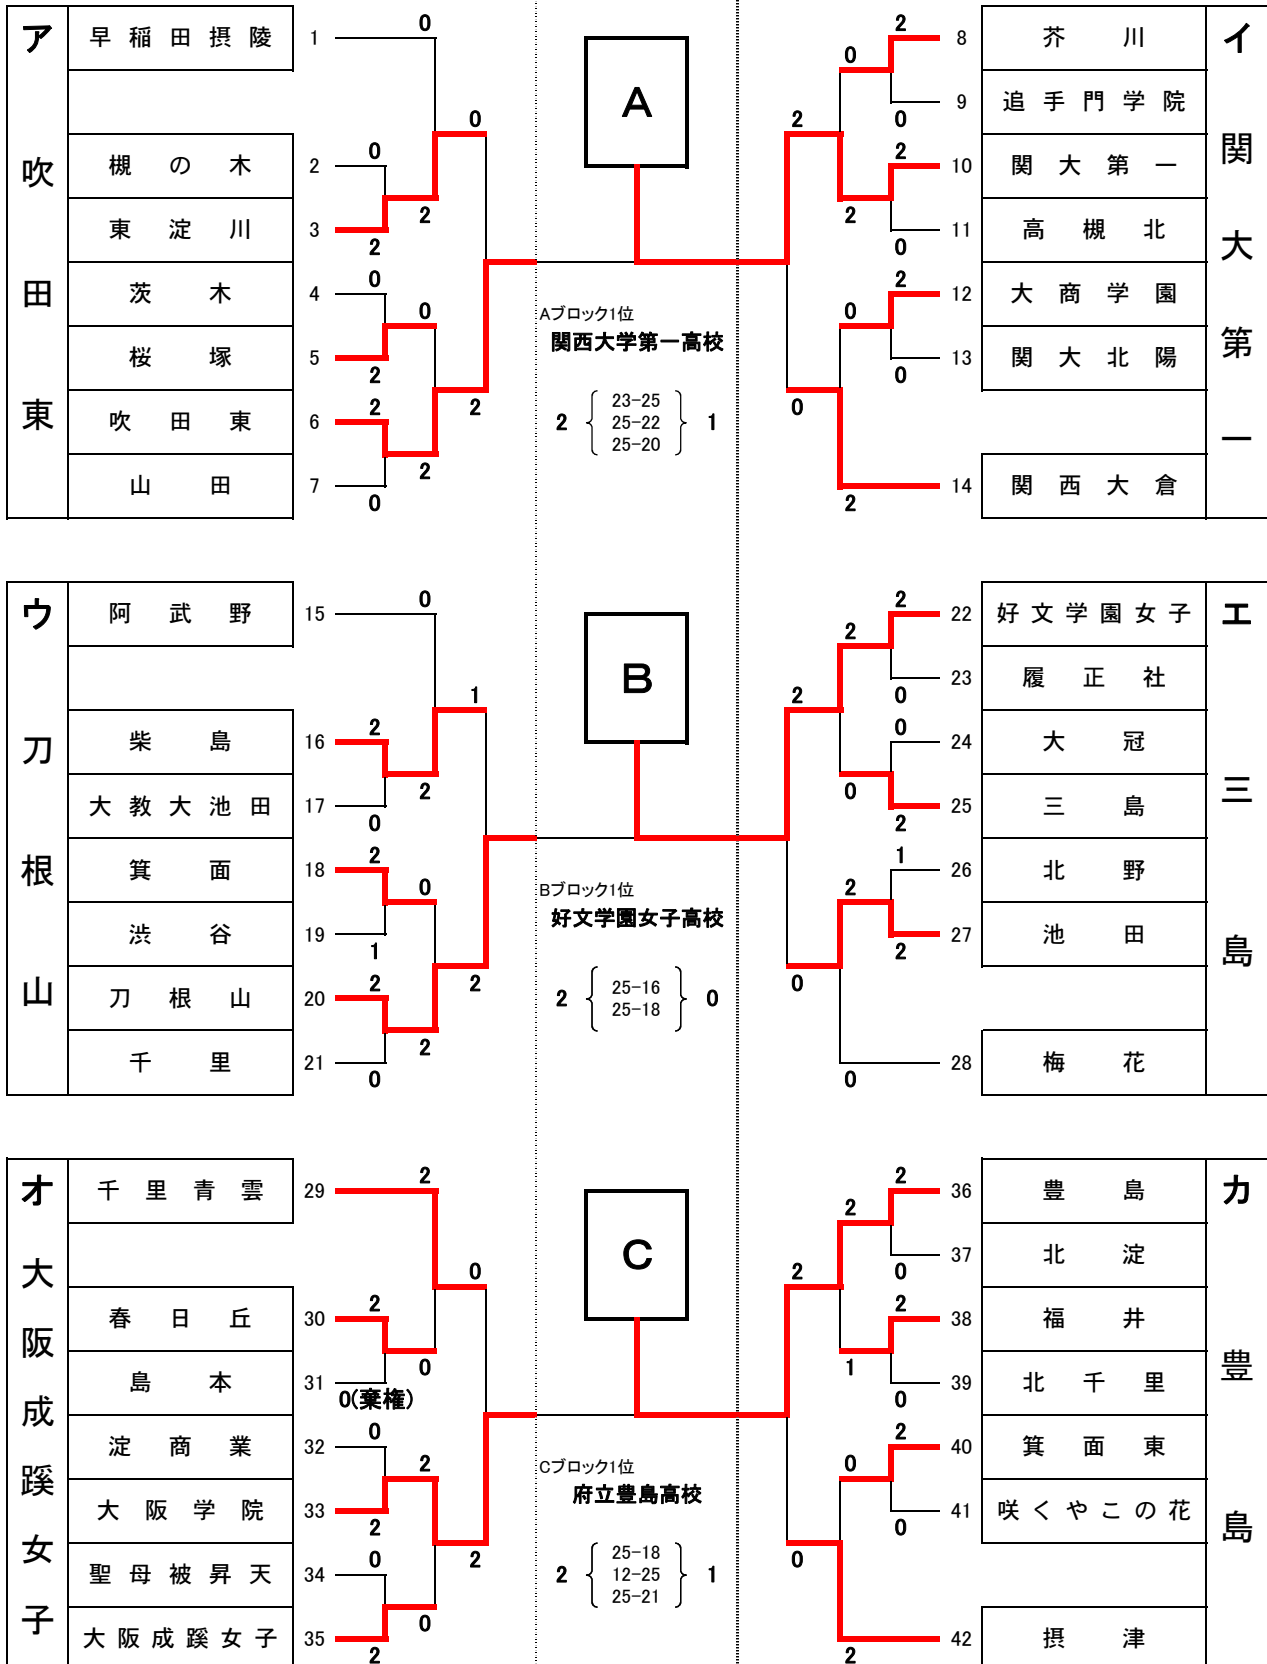 ア 吹田東
早稲田摂陵 1 0
0
槻の木 2 0
東淀川 3 2
2
茨木 4 0
0
桜塚 5 2
2
吹田東 6 2
2
山田 7 0
A
Aブロック1位
関西大学第一高校
2 23-25 1
25-22
25-20
イ 関大第一
2 8 芥川
0
0 9 追手門学院
2
2 10 関大第一
2
0 11 高槻北
2 12 大商学園
0
0 13 関大北陽
0
2 14 関西大倉
ウ 刀根山
阿武野 15 0
1
柴島 16 2
2
大教大池田 17 0
箕面 18 2
0
渋谷 19 1
2
刀根山 20 2
2
千里 21 0
B
Bブロック1位
好文学園女子高校
2 25-16 0
25-18
エ 三島
2 22 好文学園女子
2
0 23 履正社
2
0 24 大冠
0
2 25 三島
1 26 北野
2
2 27 池田
0
0 28 梅花
オ 大阪成蹊女子
千里青雲 29 2
0
春日丘 30 2
0
島本 31 0(棄権)
淀商業 32 0
2
大阪学院 33 2
2
聖母被昇天 34 0
0
大阪成蹊女子 35 2
C
Cブロック1位
府立豊島高校
2 25-18 1
12-25
25-21
カ 豊島
2 36 豊島
2
0 37 北淀
2
2 38 福井
1
0 39 北千里
2 40 箕面東
0
0 41 咲くやこの花
0
2 42 摂津